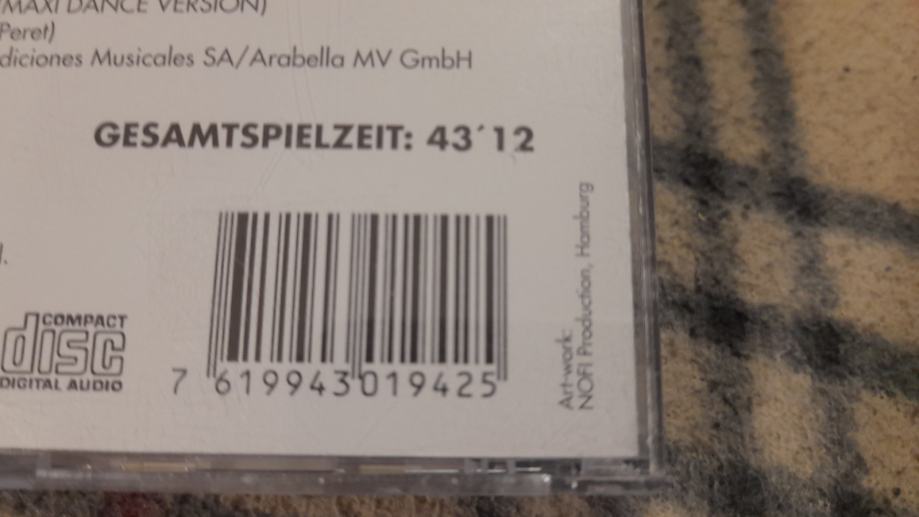 (MAXI DANCE VERSION)
Peret)
diciones Musicales SA/Arabella MV GmbH
GESAMTSPIELZEIT: 43´12
l.
COMPACT
disc
DIGITAL AUDIO
7 619943 019425
Art-work:
NOFI Production, Hamburg